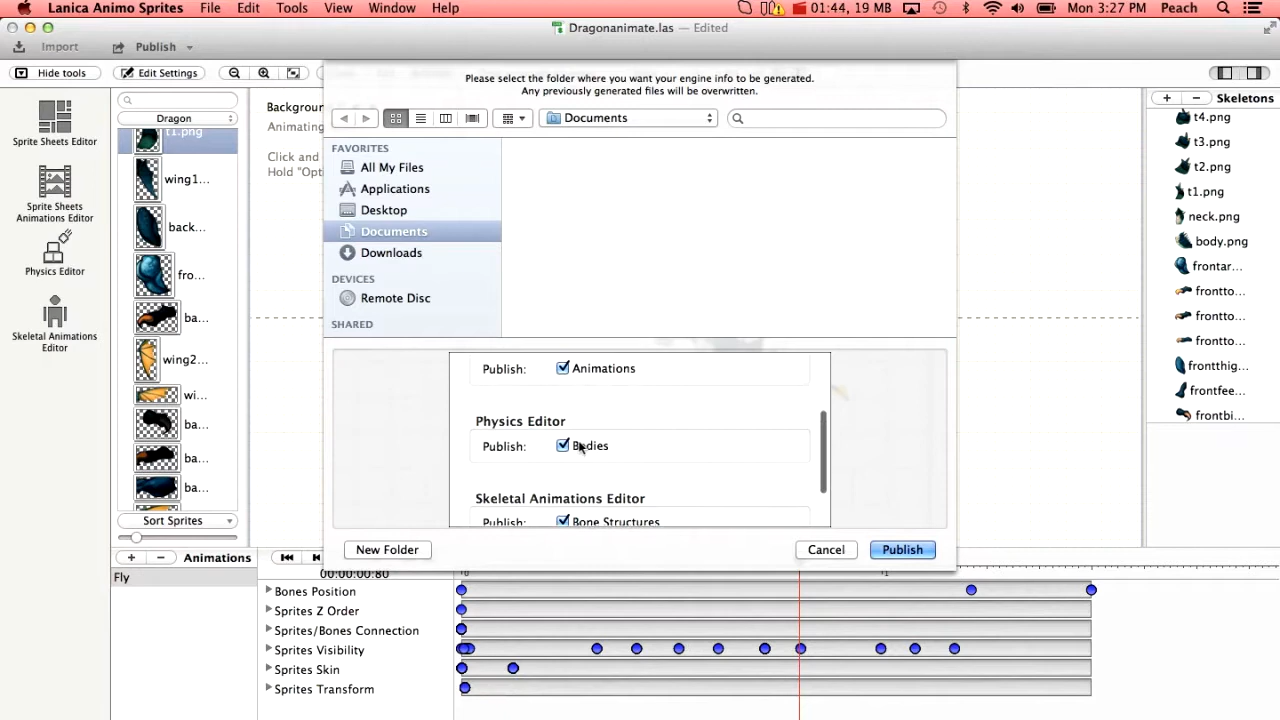 Lanica Animo Sprites File Edit Tools View Window Help 01:44, 19 MB Mon 3:27 PM Peach
Dragonanimate.las — Edited
Import Publish
Hide tools Edit Settings
Sprite Sheets Editor
Sprite Sheets
Animations Editor
Physics Editor
Skeletal Animations
Editor
Dragon
t1.png
wing1...
back...
fro...
ba...
wing2...
wi...
ba...
ba...
ba...
Sort Sprites
Backgroun
Animating
Click and
Hold "Opti
Please select the folder where you want your engine info to be generated.
Any previously generated files will be overwritten.
Documents
FAVORITES
All My Files
Applications
Desktop
Documents
Downloads
DEVICES
Remote Disc
SHARED
Publish: Animations
Physics Editor
Publish: Bodies
Skeletal Animations Editor
Publish: Bone Structures
New Folder Cancel Publish
+ − Skeletons
t4.png
t3.png
t2.png
t1.png
neck.png
body.png
frontar...
frontto...
frontto...
frontto...
frontthig...
frontfee...
frontbi...
+ − Animations
Fly
00:00:00:80
Bones Position
Sprites Z Order
Sprites/Bones Connection
Sprites Visibility
Sprites Skin
Sprites Transform